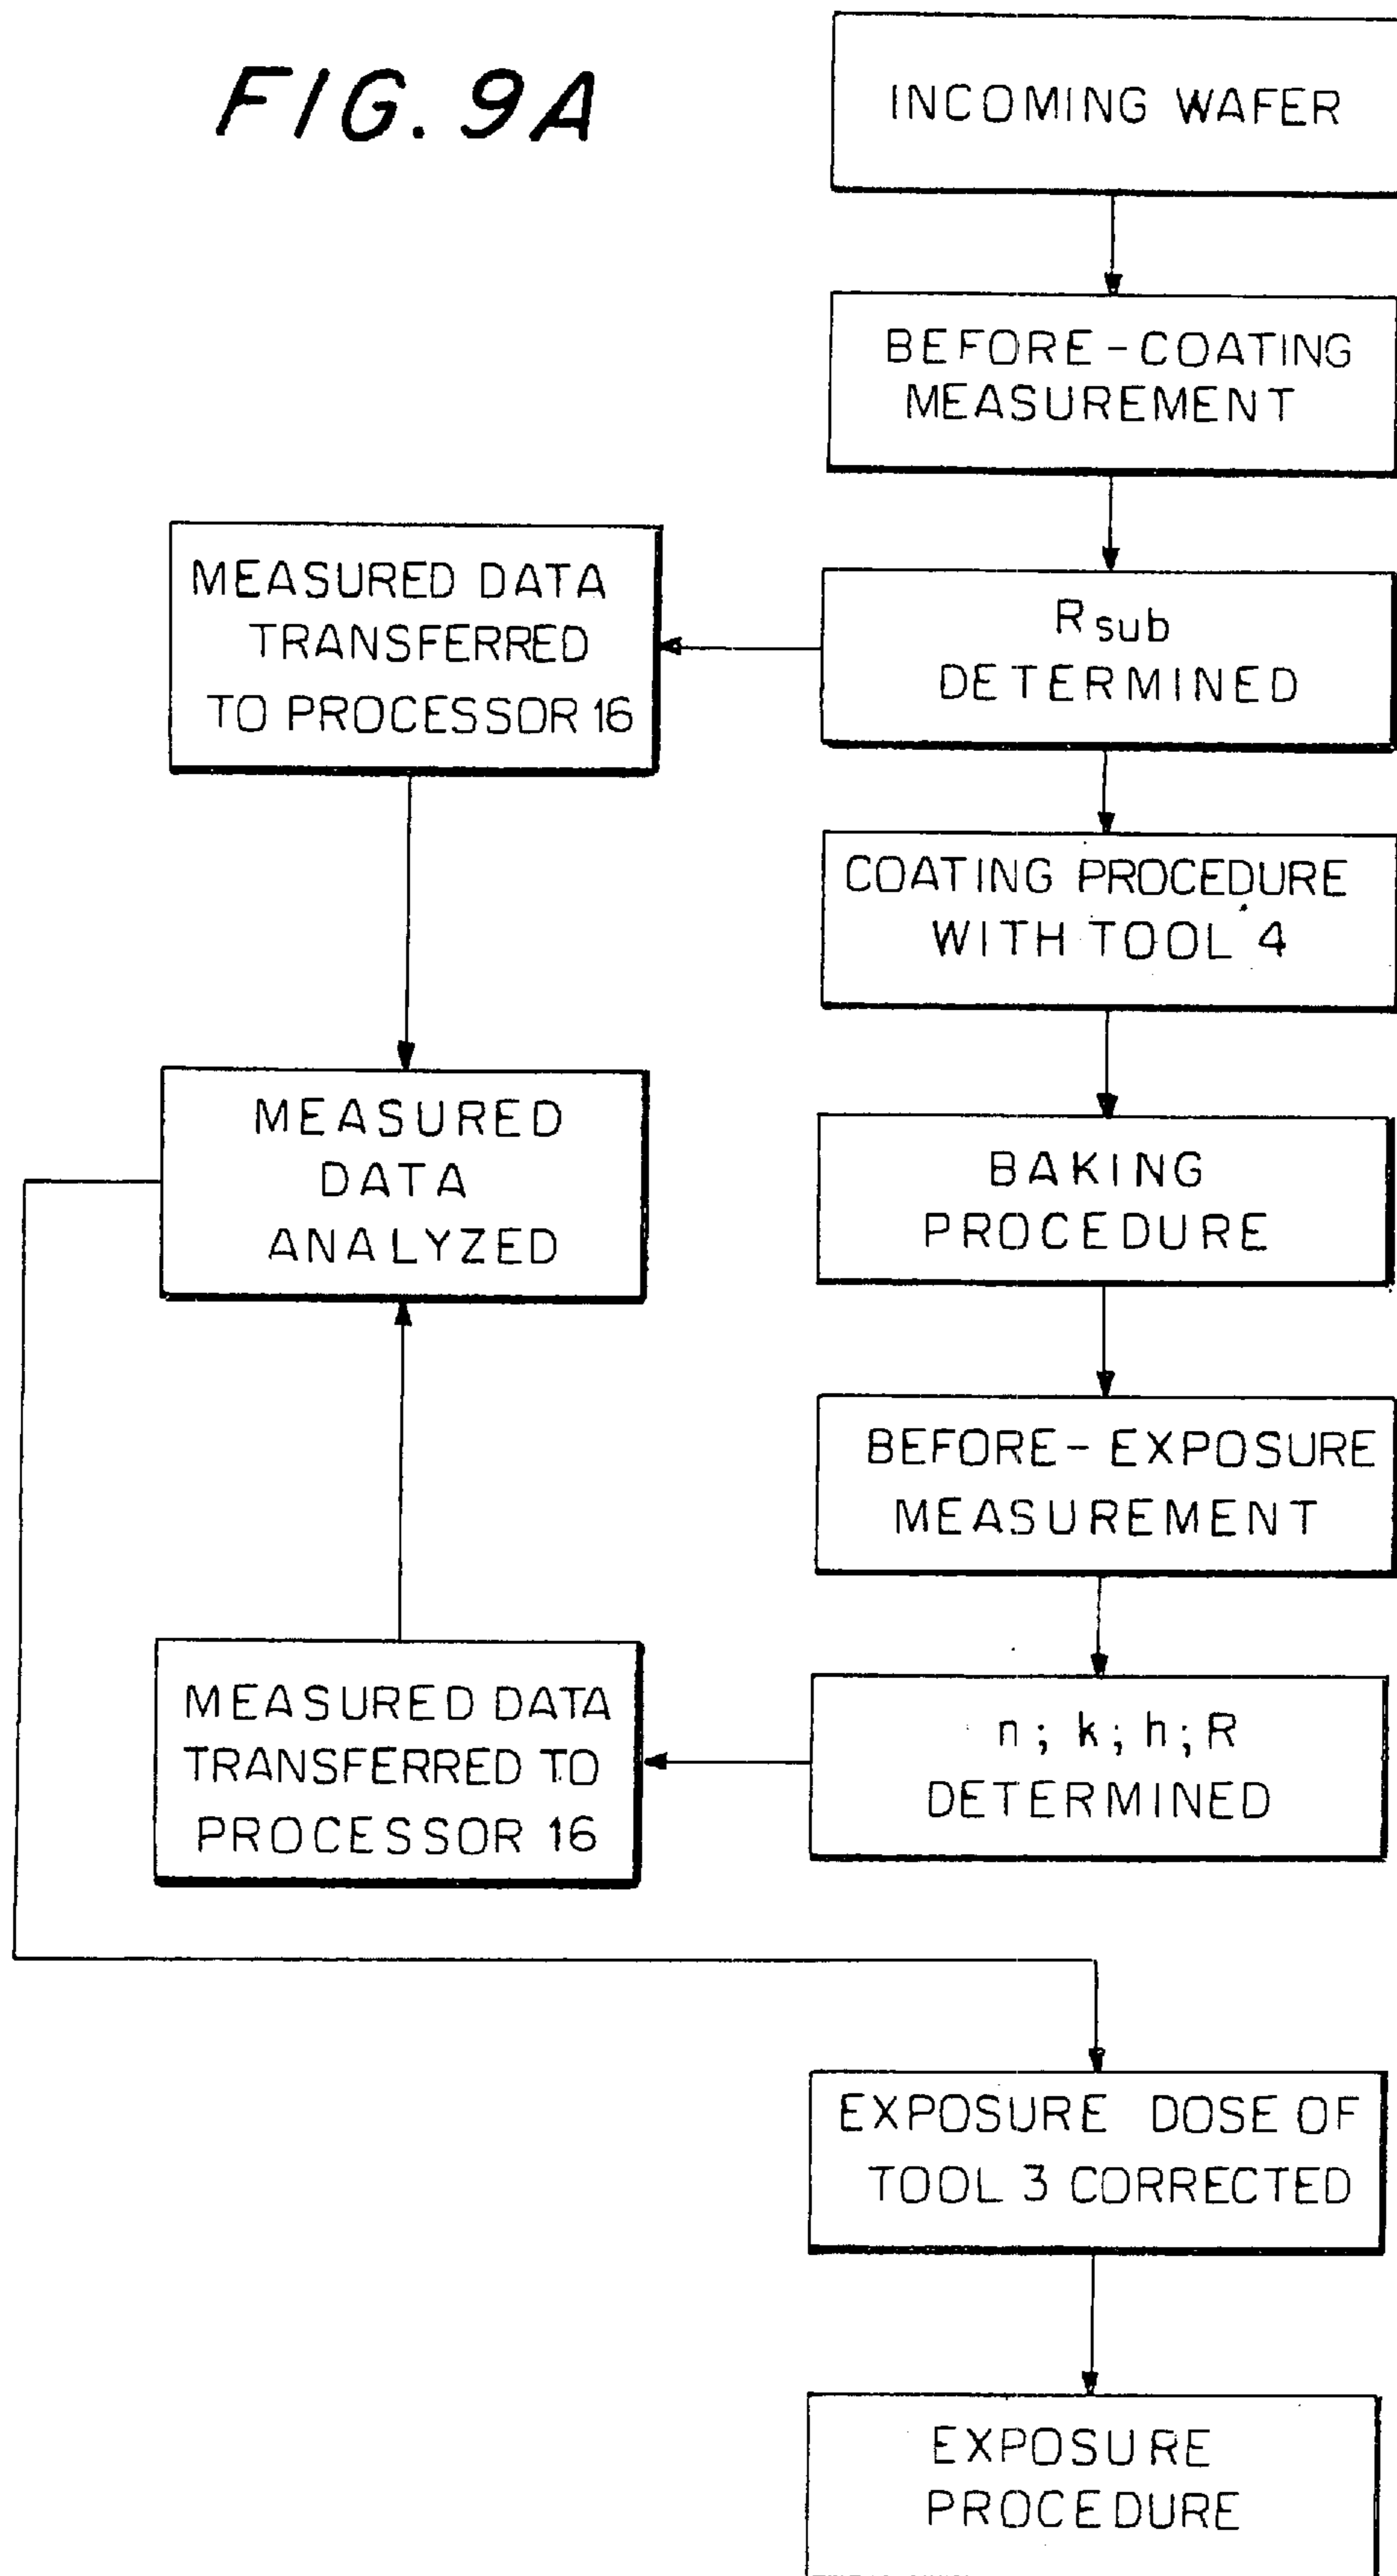 FIG. 9A
INCOMING WAFER
BEFORE-COATING
MEASUREMENT
Rsub
DETERMINED
MEASURED DATA
TRANSFERRED
TO PROCESSOR 16
COATING PROCEDURE
WITH TOOL 4
BAKING
PROCEDURE
MEASURED
DATA
ANALYZED
BEFORE-EXPOSURE
MEASUREMENT
n; k; h; R
DETERMINED
MEASURED DATA
TRANSFERRED TO
PROCESSOR 16
EXPOSURE DOSE OF
TOOL 3 CORRECTED
EXPOSURE
PROCEDURE